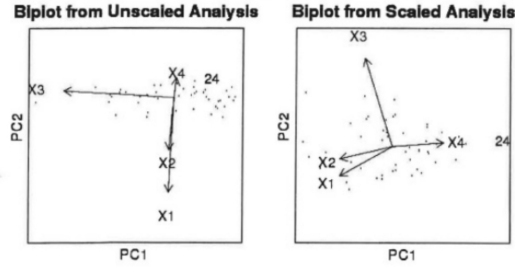 Biplot from Unscaled Analysis
X3
X4
24
X2
X1
PC2
PC1
Biplot from Scaled Analysis
X3
X4
24
X2
X1
PC2
PC1